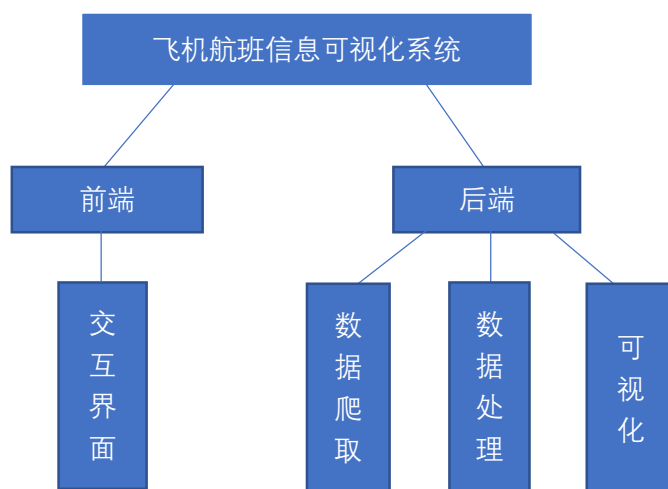 飞机航班信息可视化系统
前端
后端
交互界面
数据爬取
数据处理
可视化